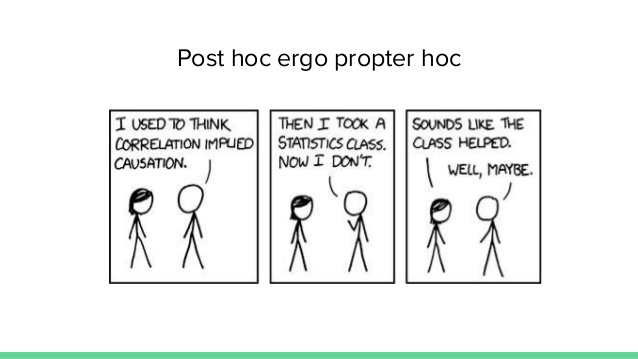 Post hoc ergo propter hoc
I USED TO THINK
CORRELATION IMPLIED
CAUSATION.
THEN I TOOK A
STATISTICS CLASS.
NOW I DON'T.
SOUNDS LIKE THE
CLASS HELPED.
WELL, MAYBE.